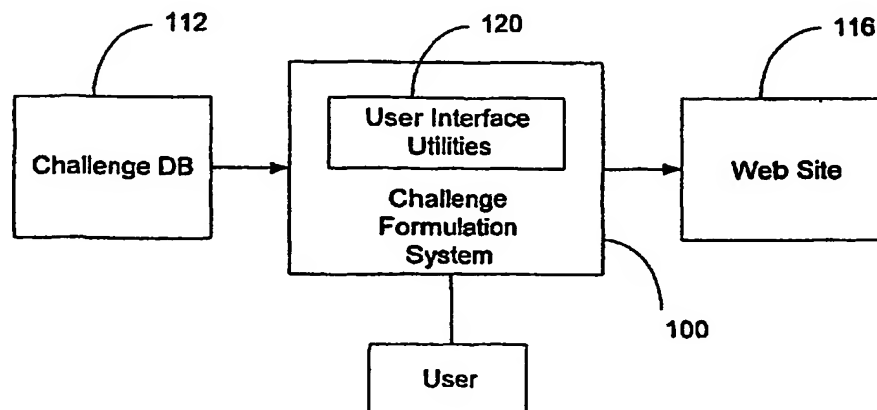 112
120
116
Challenge DB
User Interface
Utilities
Challenge
Formulation
System
Web Site
100
User